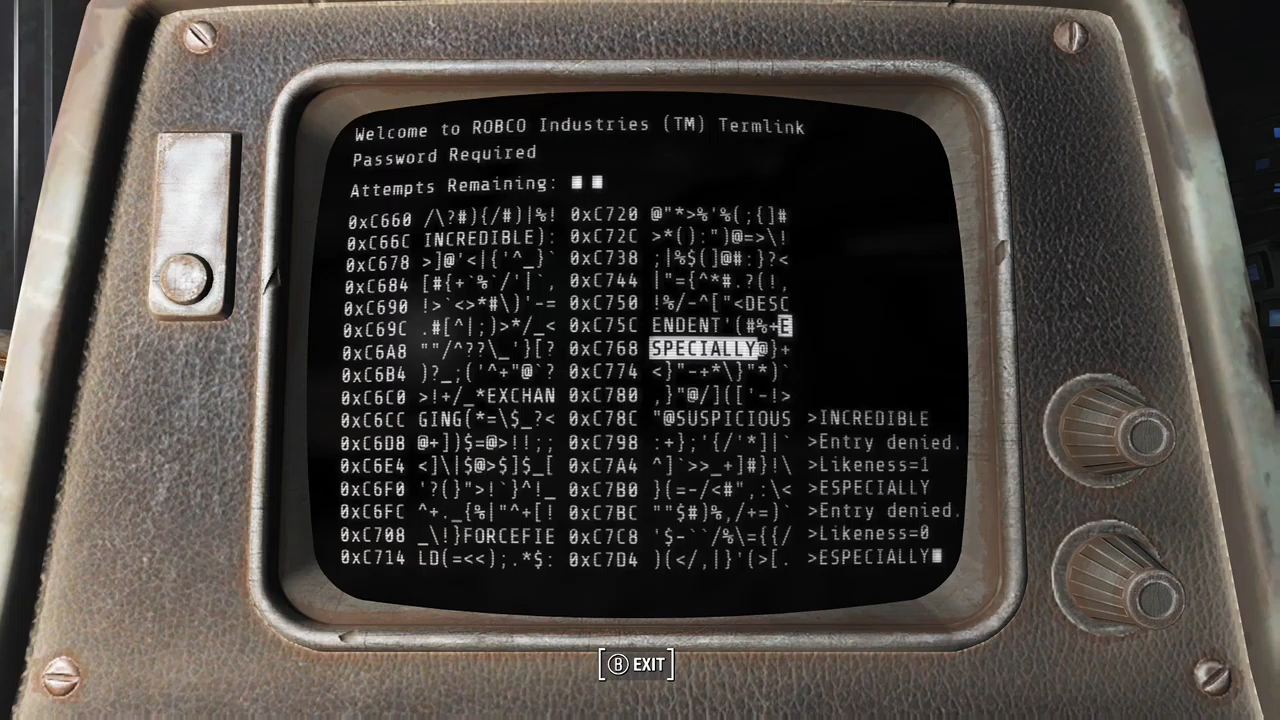 Welcome to ROBCO Industries (TM) Termlink
Password Required
Attempts Remaining: ■ ■
0xC660 /\?#){/#)|%! 0xC720 @"*>%'%(;{]#
0xC66C INCREDIBLE): 0xC72C >*():")@=>\!
0xC678 >]@'<|{'^_}` 0xC738 ;|%$(]@#:}?<
0xC684 [#{+`%`/'|`, 0xC744 |"={^*#.?(!,
0xC690 !>`<>*#\)'-= 0xC750 !%/-^["<DESC
0xC69C .#[^|;)>*/_< 0xC75C ENDENT'(#%+E
0xC6A8 ""/^??\_'}[? 0xC768 SPECIALLY@}+
0xC6B4 )?_;('^+"@`? 0xC774 <}"-+*\}"*)`
0xC6C0 >!+/_*EXCHAN 0xC780 ,}"@/](['-!>
0xC6CC GING(*=\$_?< 0xC78C "@SUSPICIOUS >INCREDIBLE
0xC6D8 @+])$=@>!!;; 0xC798 :+};'{/'*]|` >Entry denied.
0xC6E4 <]\|$@>$]$_[ 0xC7A4 ^]`>>_+]#}!\ >Likeness=1
0xC6F0 '?(}">!`}^!_ 0xC7B0 }(=-/<#",:\< >ESPECIALLY
0xC6FC ^+._{%|"^+[! 0xC7BC ""$#)%,/+=)` >Entry denied.
0xC708 _\!}FORCEFIE 0xC7C8 '$-``/%\={{/ >Likeness=0
0xC714 LD(=<<);.*$: 0xC7D4 )(</,|}'(>[. >ESPECIALLY■
[Ⓑ EXIT]